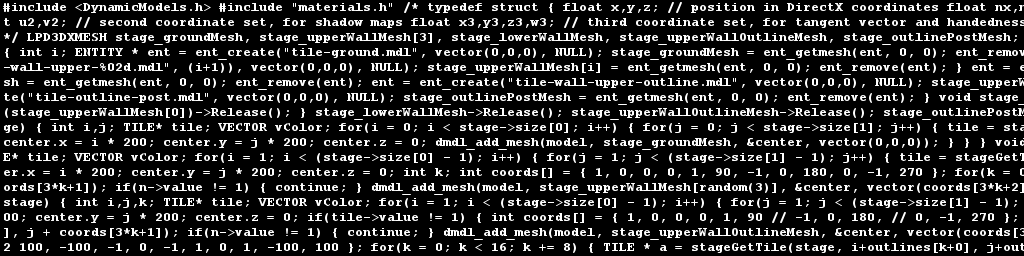 #include <DynamicModels.h> #include "materials.h" /* typedef struct { float x,y,z; // position in DirectX coordinates float nx,n
t u2,v2; // second coordinate set, for shadow maps float x3,y3,z3,w3; // third coordinate set, for tangent vector and handedness
*/ LPD3DXMESH stage_groundMesh, stage_upperWallMesh[3], stage_lowerWallMesh, stage_upperWallOutlineMesh, stage_outlinePostMesh;
{ int i; ENTITY * ent = ent_create("tile-ground.mdl", vector(0,0,0), NULL); stage_groundMesh = ent_getmesh(ent, 0, 0); ent_remov
-wall-upper-%02d.mdl", (i+1)), vector(0,0,0), NULL); stage_upperWallMesh[i] = ent_getmesh(ent, 0, 0); ent_remove(ent); } ent = e
sh = ent_getmesh(ent, 0, 0); ent_remove(ent); ent = ent_create("tile-wall-upper-outline.mdl", vector(0,0,0), NULL); stage_upperW
te("tile-outline-post.mdl", vector(0,0,0), NULL); stage_outlinePostMesh = ent_getmesh(ent, 0, 0); ent_remove(ent); } void stage_
(stage_upperWallMesh[0])->Release(); } stage_lowerWallMesh->Release(); stage_upperWallOutlineMesh->Release(); stage_outlinePostM
ge) { int i,j; TILE* tile; VECTOR vColor; for(i = 0; i < stage->size[0]; i++) { for(j = 0; j < stage->size[1]; j++) { tile = sta
center.x = i * 200; center.y = j * 200; center.z = 0; dmdl_add_mesh(model, stage_groundMesh, &center, vector(0,0,0)); } } } void
E* tile; VECTOR vColor; for(i = 1; i < (stage->size[0] - 1); i++) { for(j = 1; j < (stage->size[1] - 1); j++) { tile = stageGetT
er.x = i * 200; center.y = j * 200; center.z = 0; int k; int coords[] = { 1, 0, 0, 0, 1, 90, -1, 0, 180, 0, -1, 270 }; for(k = 0
ords[3*k+1]); if(n->value != 1) { continue; } dmdl_add_mesh(model, stage_upperWallMesh[random(3)], &center, vector(coords[3*k+2]
stage) { int i,j,k; TILE* tile; VECTOR vColor; for(i = 1; i < (stage->size[0] - 1); i++) { for(j = 1; j < (stage->size[1] - 1);
00; center.y = j * 200; center.z = 0; if(tile->value != 1) { int coords[] = { 1, 0, 0, 0, 1, 90 // -1, 0, 180, // 0, -1, 270 };
], j + coords[3*k+1]); if(n->value != 1) { continue; } dmdl_add_mesh(model, stage_upperWallOutlineMesh, &center, vector(coords[3
2 100, -100, -1, 0, -1, 1, 0, 1, -100, 100 }; for(k = 0; k < 16; k += 8) { TILE * a = stageGetTile(stage, i+outlines[k+0], j+out